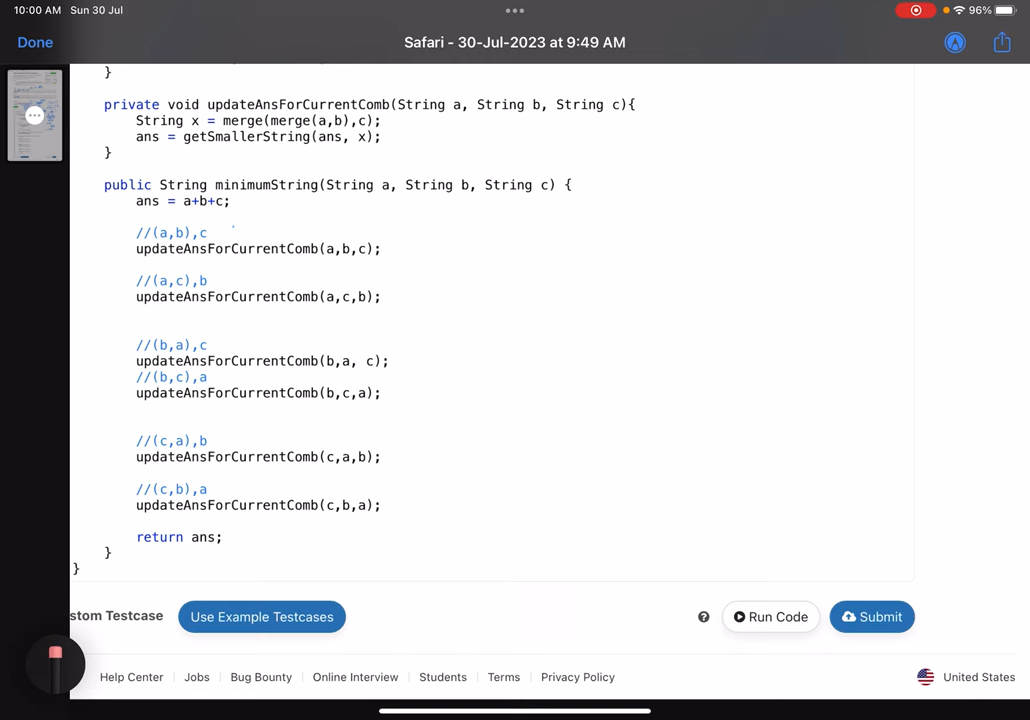 10:00 AM Sun 30 Jul
96%
Done
Safari - 30-Jul-2023 at 9:49 AM
}
private void updateAnsForCurrentComb(String a, String b, String c){
String x = merge(merge(a,b),c);
ans = getSmallerString(ans, x);
}
public String minimumString(String a, String b, String c) {
ans = a+b+c;
//(a,b),c
updateAnsForCurrentComb(a,b,c);
//(a,c),b
updateAnsForCurrentComb(a,c,b);
//(b,a),c
updateAnsForCurrentComb(b,a, c);
//(b,c),a
updateAnsForCurrentComb(b,c,a);
//(c,a),b
updateAnsForCurrentComb(c,a,b);
//(c,b),a
updateAnsForCurrentComb(c,b,a);
return ans;
}
}
stom Testcase
Use Example Testcases
Run Code
Submit
Help Center | Jobs | Bug Bounty | Online Interview | Students | Terms | Privacy Policy
United States